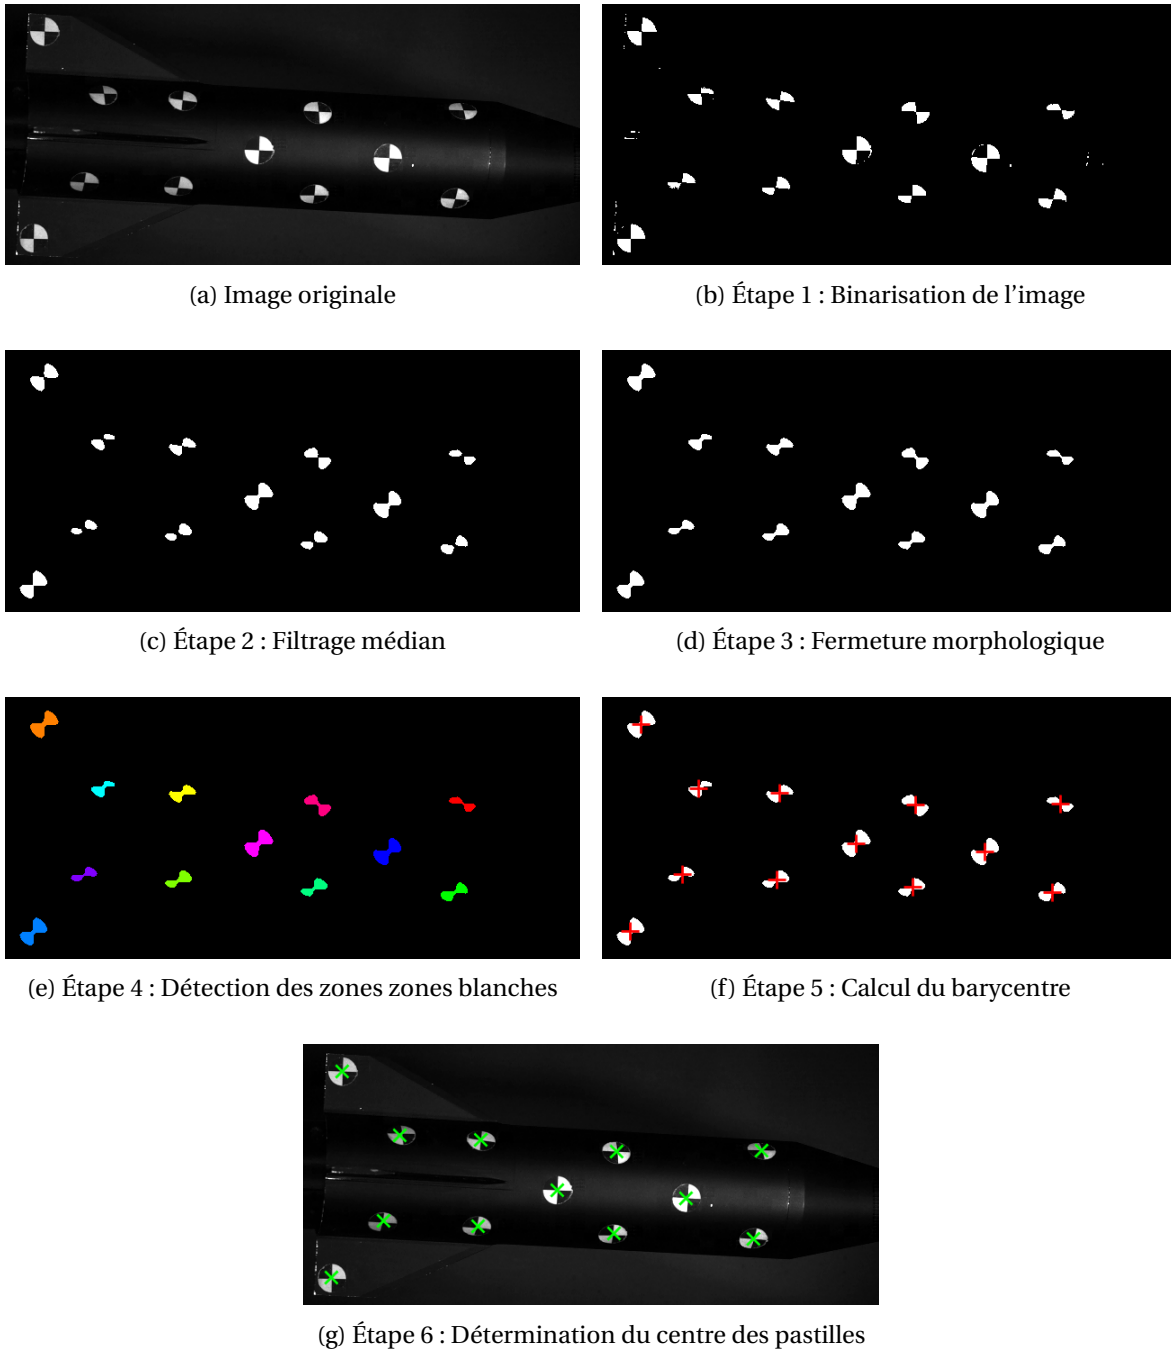 (a) Image originale
(b) Étape 1 : Binarisation de l'image
(c) Étape 2 : Filtrage médian
(d) Étape 3 : Fermeture morphologique
(e) Étape 4 : Détection des zones zones blanches
(f) Étape 5 : Calcul du barycentre
(g) Étape 6 : Détermination du centre des pastilles